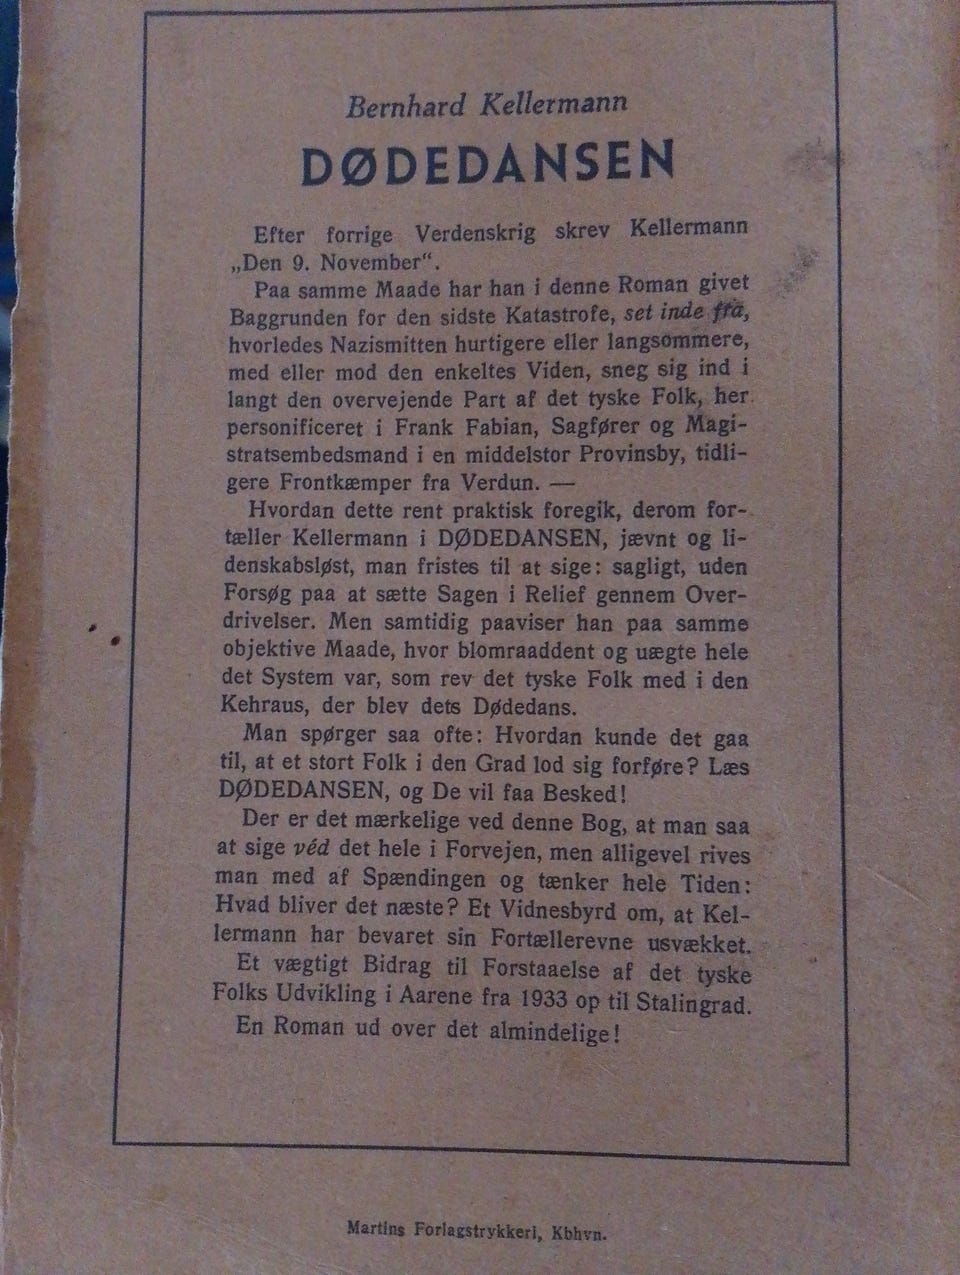 Bernhard Kellermann
DØDEDANSEN
Efter forrige Verdenskrig skrev Kellermann
„Den 9. November“.
Paa samme Maade har han i denne Roman givet
Baggrunden for den sidste Katastrofe, set inde fra,
hvorledes Nazismitten hurtigere eller langsommere,
med eller mod den enkeltes Viden, sneg sig ind i
langt den overvejende Part af det tyske Folk, her
personificeret i Frank Fabian, Sagfører og Magi-
stratsembedsmand i en middelstor Provinsby, tidli-
gere Frontkæmper fra Verdun. —
Hvordan dette rent praktisk foregik, derom for-
tæller Kellermann i DØDEDANSEN, jævnt og li-
denskabsløst, man fristes til at sige: sagligt, uden
Forsøg paa at sætte Sagen i Relief gennem Over-
drivelser. Men samtidig paaviser han paa samme
objektive Maade, hvor blomraaddent og uægte hele
det System var, som rev det tyske Folk med i den
Kehraus, der blev dets Dødedans.
Man spørger saa ofte: Hvordan kunde det gaa
til, at et stort Folk i den Grad lod sig forføre? Læs
DØDEDANSEN, og De vil faa Besked!
Der er det mærkelige ved denne Bog, at man saa
at sige véd det hele i Forvejen, men alligevel rives
man med af Spændingen og tænker hele Tiden:
Hvad bliver det næste? Et Vidnesbyrd om, at Kel-
lermann har bevaret sin Fortællerevne usvækket.
Et vægtigt Bidrag til Forstaaelse af det tyske
Folks Udvikling i Aarene fra 1933 op til Stalingrad.
En Roman ud over det almindelige!
Martins Forlagstrykkeri, Kbhvn.